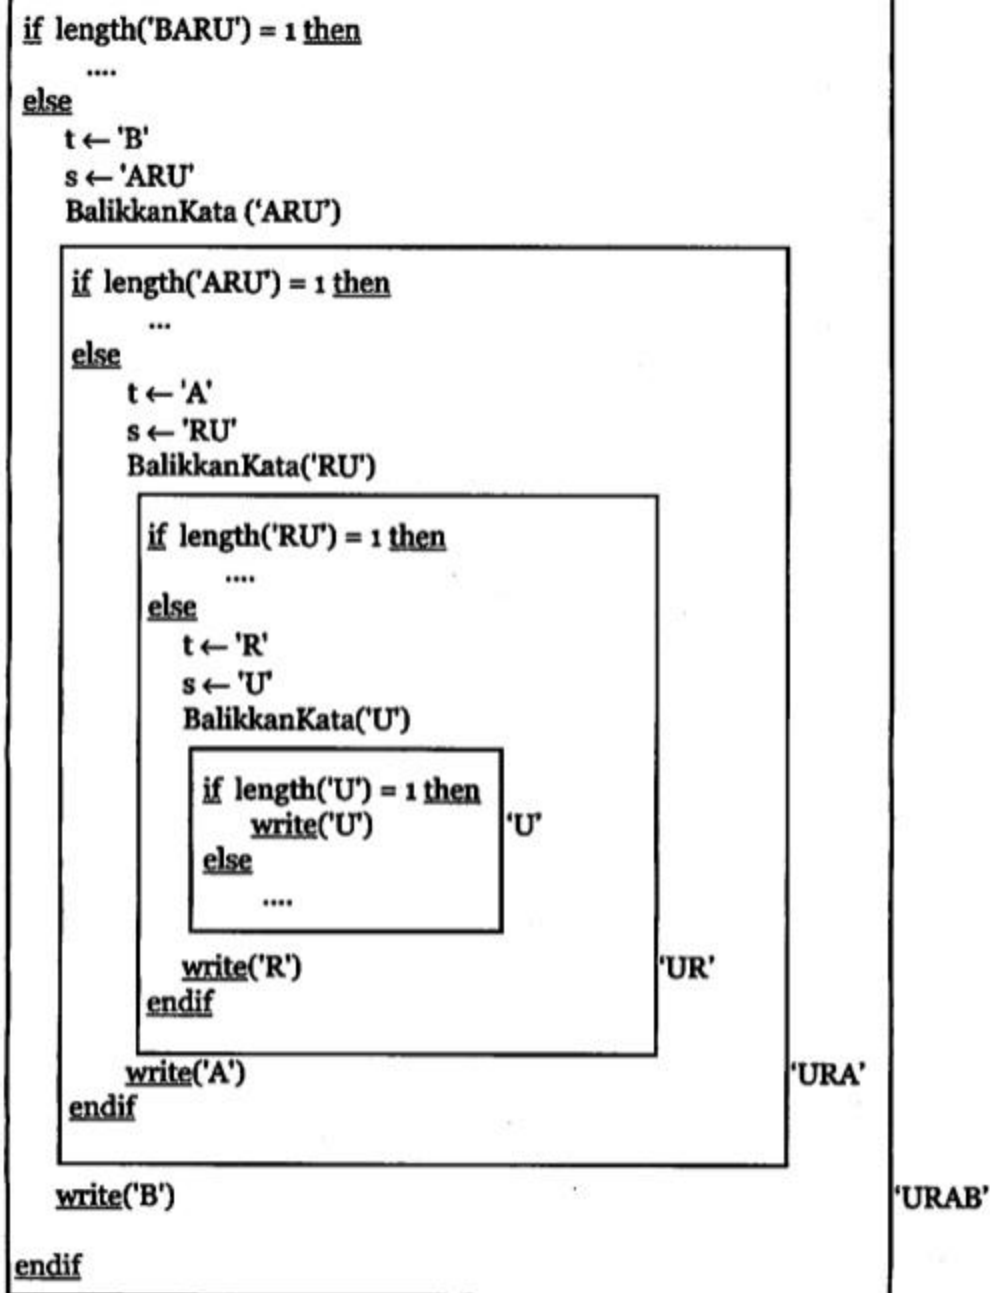 if length('BARU') = 1 then
....
else
t ← 'B'
s ← 'ARU'
BalikkanKata ('ARU')
if length('ARU') = 1 then
...
else
t ← 'A'
s ← 'RU'
BalikkanKata('RU')
if length('RU') = 1 then
....
else
t ← 'R'
s ← 'U'
BalikkanKata('U')
if length('U') = 1 then
write('U') 'U'
else
....
write('R') 'UR'
endif
write('A') 'URA'
endif
write('B') 'URAB'
endif